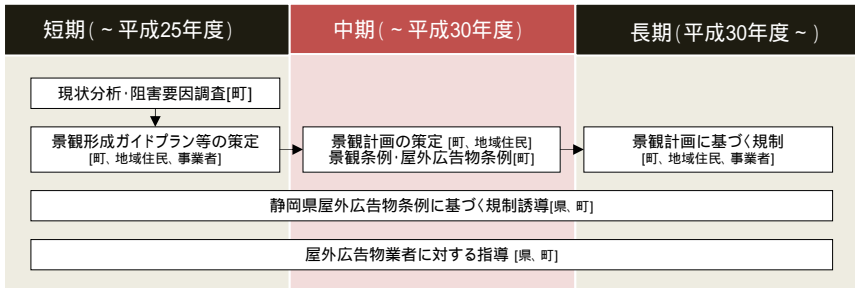 短期(~平成25年度)
中期(~平成30年度)
長期(平成30年度~)
現状分析・阻害要因調査[町]
景観形成ガイドプラン等の策定
[町、地域住民、事業者]
景観計画の策定 [町、地域住民]
景観条例・屋外広告物条例[町]
景観計画に基づく規制
[町、地域住民、事業者]
静岡県屋外広告物条例に基づく規制誘導[県、町]
屋外広告物業者に対する指導 [県、町]